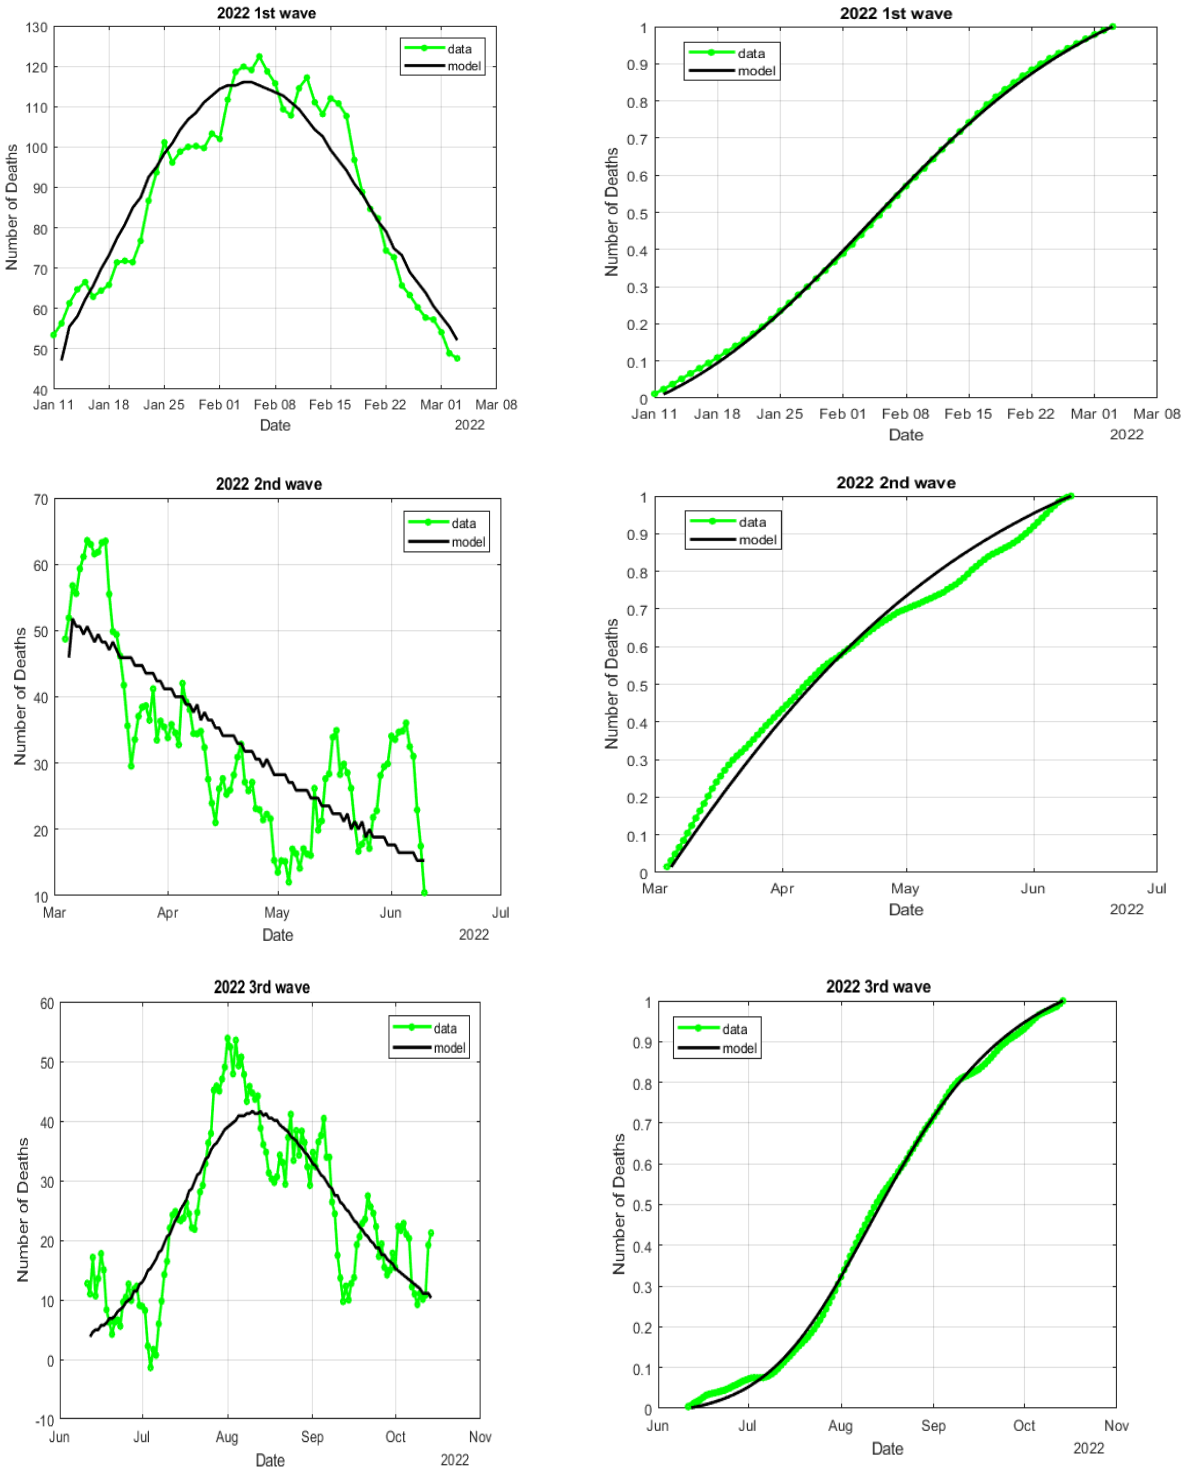 2022 1st wave
130
120
110
100
90
80
70
60
50
40
Number of Deaths
data
model
Jan 11 Jan 18 Jan 25 Feb 01 Feb 08 Feb 15 Feb 22 Mar 01 Mar 08
Date
2022
2022 1st wave
1
0.9
0.8
0.7
0.6
0.5
0.4
0.3
0.2
0.1
0
Number of Deaths
data
model
Jan 11 Jan 18 Jan 25 Feb 01 Feb 08 Feb 15 Feb 22 Mar 01 Mar 08
Date
2022
2022 2nd wave
70
60
50
40
30
20
10
Number of Deaths
data
model
Mar Apr May Jun Jul
Date
2022
2022 2nd wave
1
0.9
0.8
0.7
0.6
0.5
0.4
0.3
0.2
0.1
0
Number of Deaths
data
model
Mar Apr May Jun Jul
Date
2022
2022 3rd wave
60
50
40
30
20
10
0
-10
Number of Deaths
data
model
Jun Jul Aug Sep Oct Nov
Date
2022
2022 3rd wave
1
0.9
0.8
0.7
0.6
0.5
0.4
0.3
0.2
0.1
0
Number of Deaths
data
model
Jun Jul Aug Sep Oct Nov
Date
2022